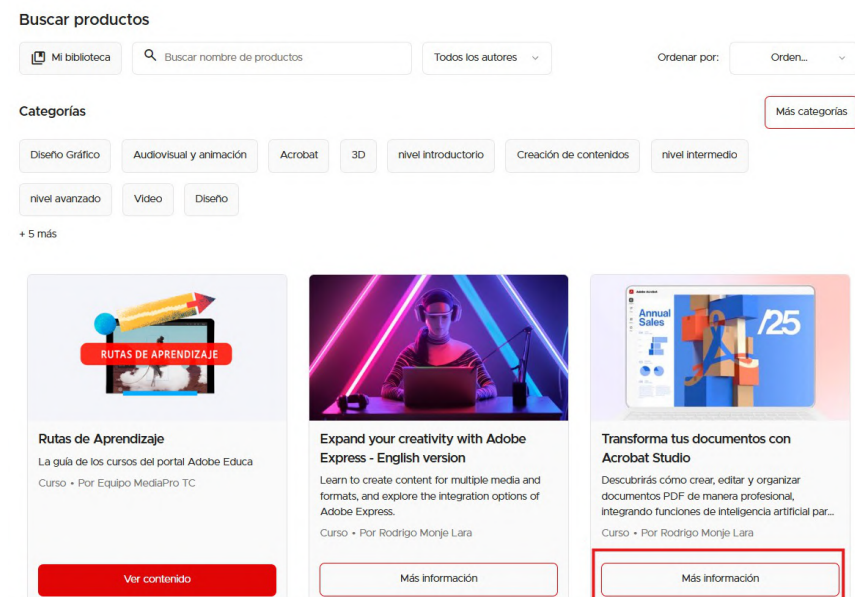 Buscar productos
Mi biblioteca
Buscar nombre de productos
Todos los autores
Ordenar por:
Orden...
Categorías
Más categorías
Diseño Gráfico
Audiovisual y animación
Acrobat
3D
nivel introductorio
Creación de contenidos
nivel intermedio
nivel avanzado
Video
Diseño
+ 5 más
RUTAS DE APRENDIZAJE
Rutas de Aprendizaje
La guía de los cursos del portal Adobe Educa
Curso • Por Equipo MediaPro TC
Ver contenido
Expand your creativity with Adobe
Express - English version
Learn to create content for multiple media and
formats, and explore the integration options of
Adobe Express.
Curso • Por Rodrigo Monje Lara
Más información
Annual
Sales
/25
Transforma tus documentos con
Acrobat Studio
Descubrirás cómo crear, editar y organizar
documentos PDF de manera profesional,
integrando funciones de inteligencia artificial par...
Curso • Por Rodrigo Monje Lara
Más información